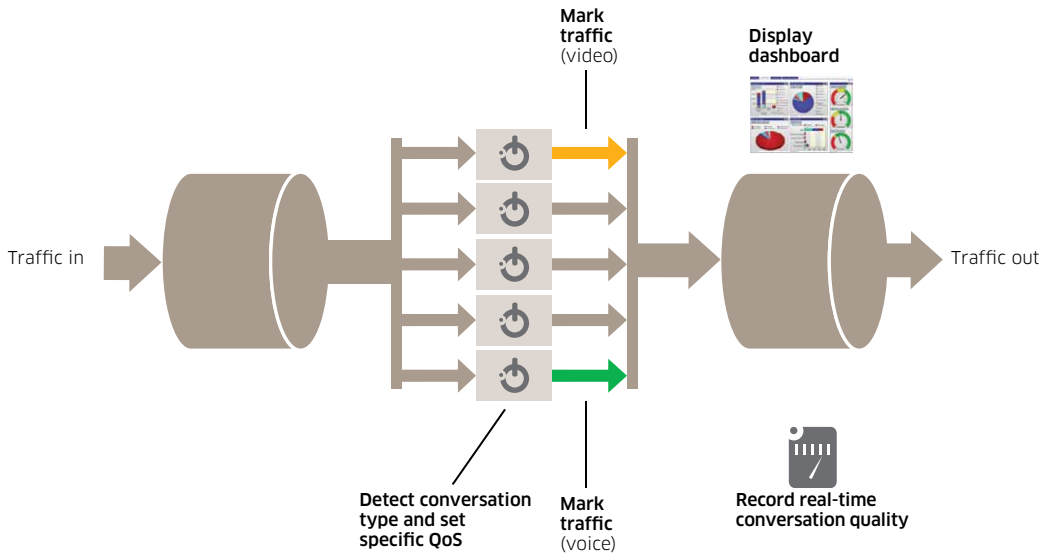 Mark
traffic
(video)
Display
dashboard
Traffic in
Traffic out
Detect conversation
type and set
specific QoS
Mark
traffic
(voice)
Record real-time
conversation quality